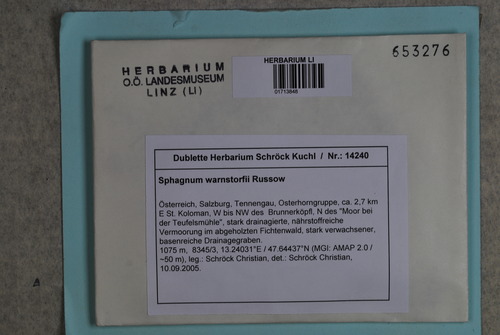 HERBARIUM
O.Ö. LANDESMUSEUM
LINZ (LI)
HERBARIUM LI
01713848
653276
Dublette Herbarium Schröck Kuchl / Nr.: 14240
Sphagnum warnstorfii Russow
Österreich, Salzburg, Tennengau, Osterhorngruppe, ca. 2,7 km
E St. Koloman, W bis NW des Brunnerköpfl, N des "Moor bei
der Teufelsmühle", stark drainagierte, nährstoffreiche
Vermoorung im abgeholzten Fichtenwald, stark verwachsener,
basenreiche Drainagegraben.
1075 m, 8345/3, 13.24031°E / 47.64437°N (MGI: AMAP 2.0 /
~50 m), leg.: Schröck Christian, det.: Schröck Christian,
10.09.2005.